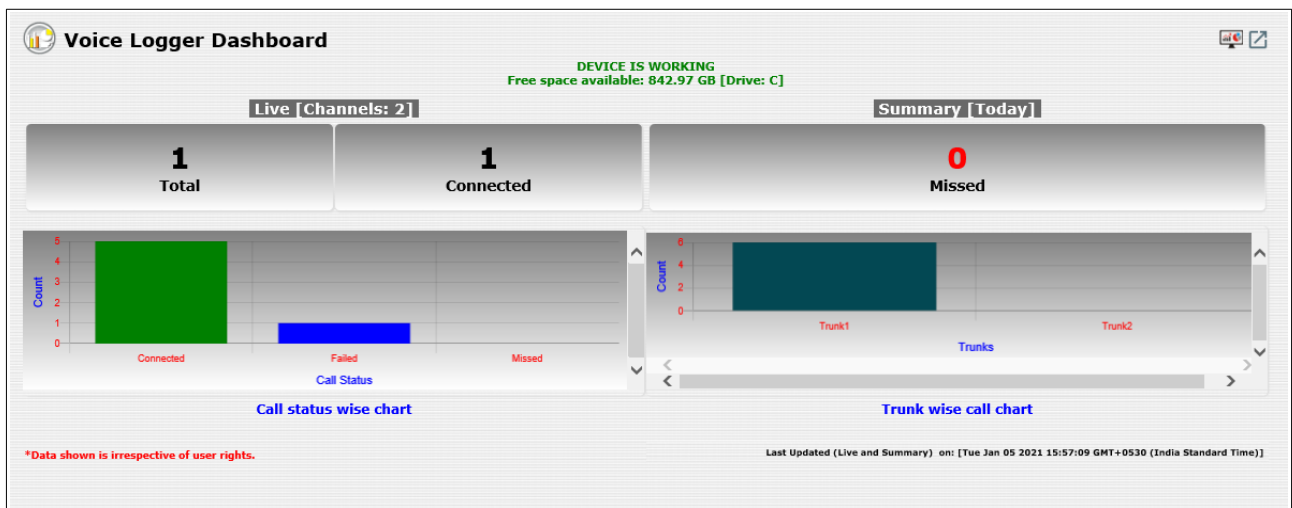 Voice Logger Dashboard
DEVICE IS WORKING
Free space available: 842.97 GB [Drive: C]
Live [Channels: 2]
Summary [Today]
1
Total
1
Connected
0
Missed
5
4
3
2
1
0
Count
Connected
Failed
Missed
Call Status
6
4
2
0
Count
Trunk1
Trunk2
Trunks
Call status wise chart
Trunk wise call chart
*Data shown is irrespective of user rights.
Last Updated (Live and Summary) on: [Tue Jan 05 2021 15:57:09 GMT+0530 (India Standard Time)]